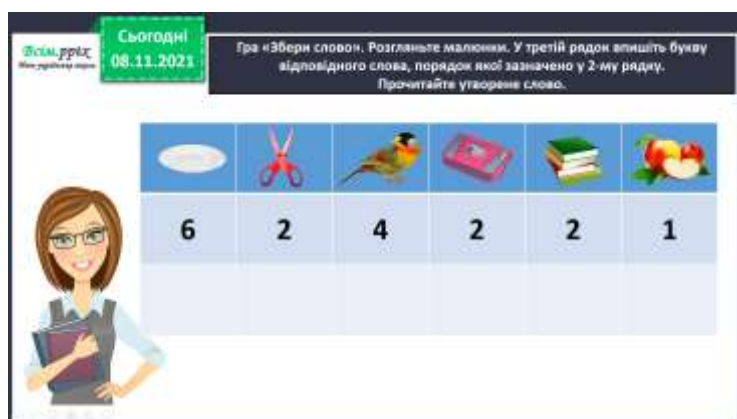 Всім.pptx
Сьогодні
08.11.2021
Гра «Збери слово». Розгляньте малюнки. У третій рядок впишіть букву
відповідного слова, порядок якої зазначено у 2-му рядку.
Прочитайте утворене слово.
6 2 4 2 2 1